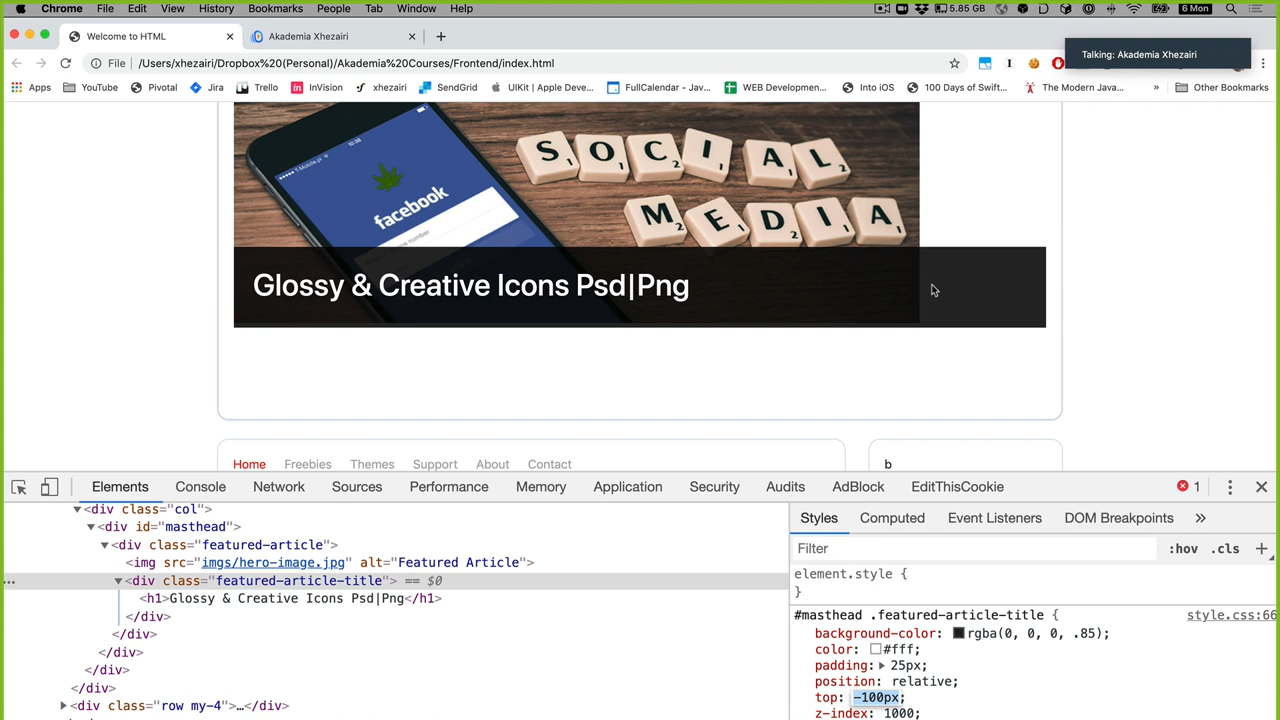 Chrome File Edit View History Bookmarks People Tab Window Help 5.85 GB 6 Mon
Welcome to HTML Akademia Xhezairi
Talking: Akademia Xhezairi
File /Users/xhezairi/Dropbox%20(Personal)/Akademia%20Courses/Frontend/index.html
Apps YouTube Pivotal Jira Trello InVision xhezairi SendGrid UIKit | Apple Deve... FullCalendar - Jav... WEB Developmen... Into iOS 100 Days of Swift... The Modern Java... » Other Bookmarks
SOCIAL
MEDIA
facebook
Glossy & Creative Icons Psd|Png
Home Freebies Themes Support About Contact
b
Elements Console Network Sources Performance Memory Application Security Audits AdBlock EditThisCookie 1
<div class="col">
<div id="masthead">
<div class="featured-article">
<img src="imgs/hero-image.jpg" alt="Featured Article">
<div class="featured-article-title"> == $0
<h1>Glossy & Creative Icons Psd|Png</h1>
</div>
</div>
</div>
</div>
</div>
<div class="row my-4">…</div>
Styles Computed Event Listeners DOM Breakpoints »
Filter :hov .cls +
element.style {
}
#masthead .featured-article-title { style.css:66
background-color: rgba(0, 0, 0, .85);
color: #fff;
padding: 25px;
position: relative;
top: -100px;
z-index: 1000;